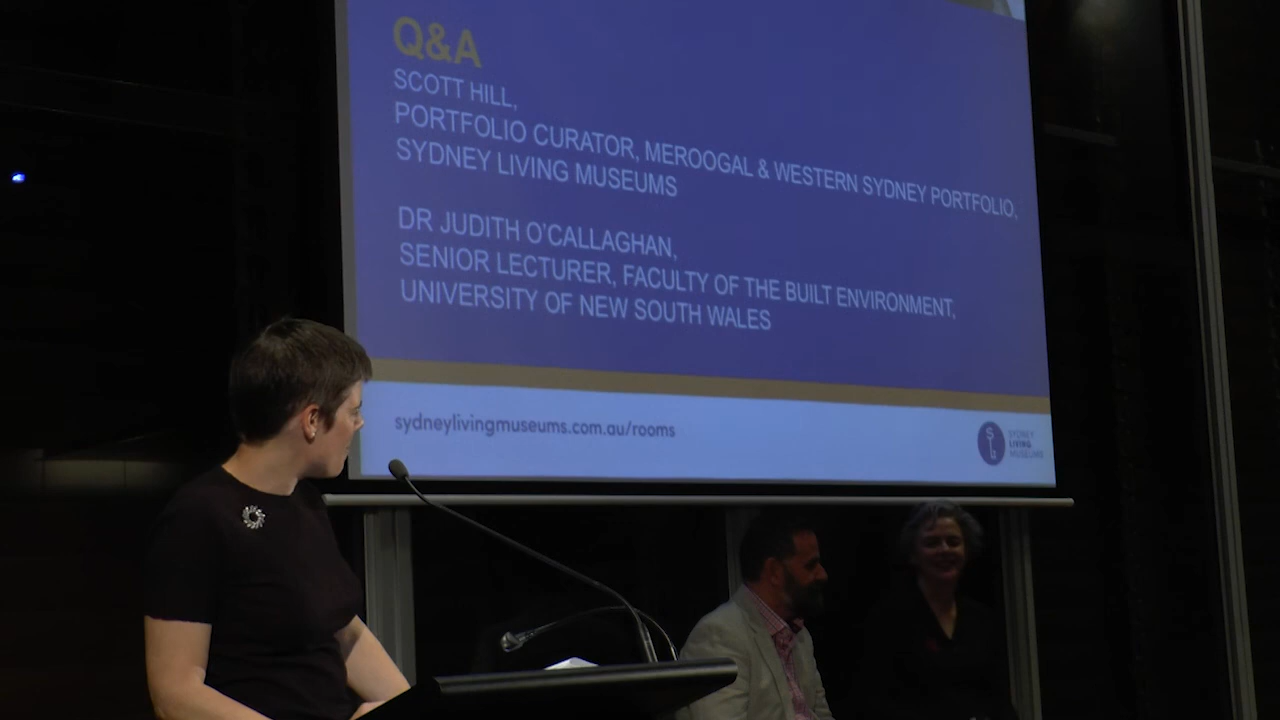 Q&A
SCOTT HILL,
PORTFOLIO CURATOR, MEROOGAL & WESTERN SYDNEY PORTFOLIO,
SYDNEY LIVING MUSEUMS
DR JUDITH O'CALLAGHAN,
SENIOR LECTURER, FACULTY OF THE BUILT ENVIRONMENT,
UNIVERSITY OF NEW SOUTH WALES
sydneylivingmuseums.com.au/rooms
SYDNEY
LIVING
MUSEUMS